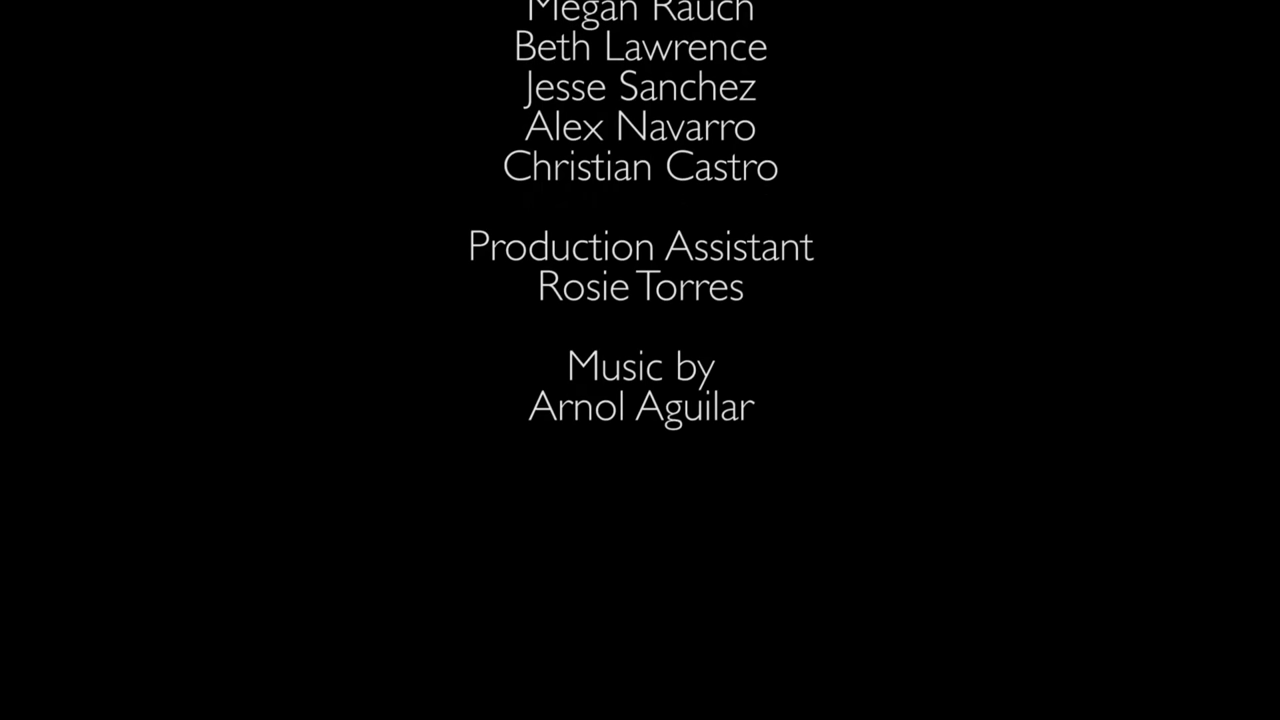 Megan Rauch
Beth Lawrence
Jesse Sanchez
Alex Navarro
Christian Castro
Production Assistant
Rosie Torres
Music by
Arnol Aguilar